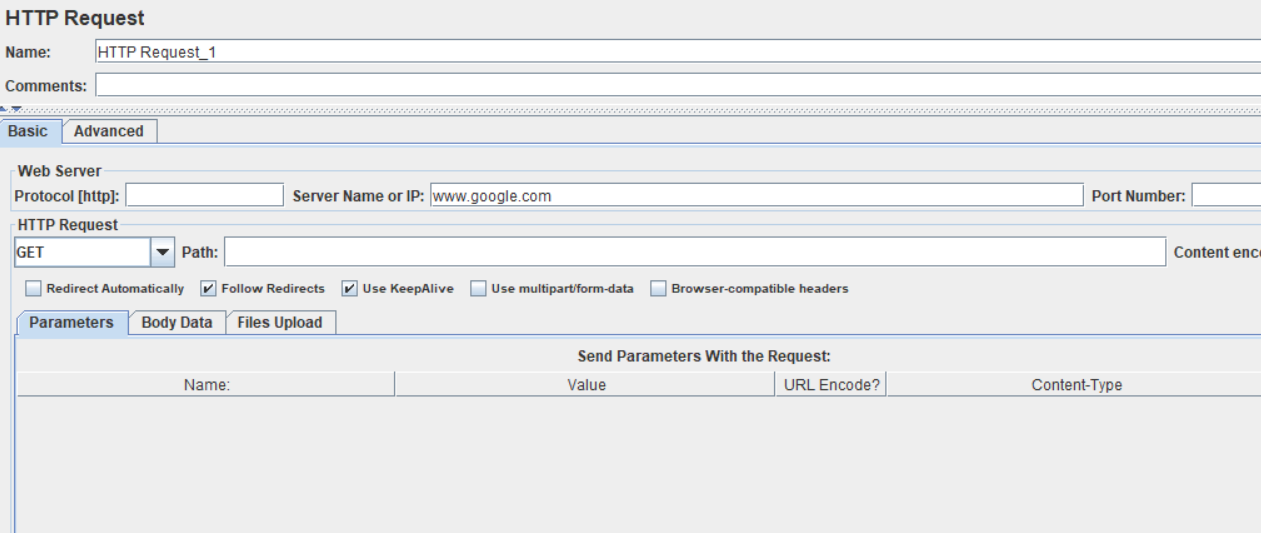 HTTP Request
Name: HTTP Request_1
Comments:
Basic Advanced
Web Server
Protocol [http]: Server Name or IP: www.google.com Port Number:
HTTP Request
GET Path: Content enc
Redirect Automatically Follow Redirects Use KeepAlive Use multipart/form-data Browser-compatible headers
Parameters Body Data Files Upload
Send Parameters With the Request:
Name: Value URL Encode? Content-Type